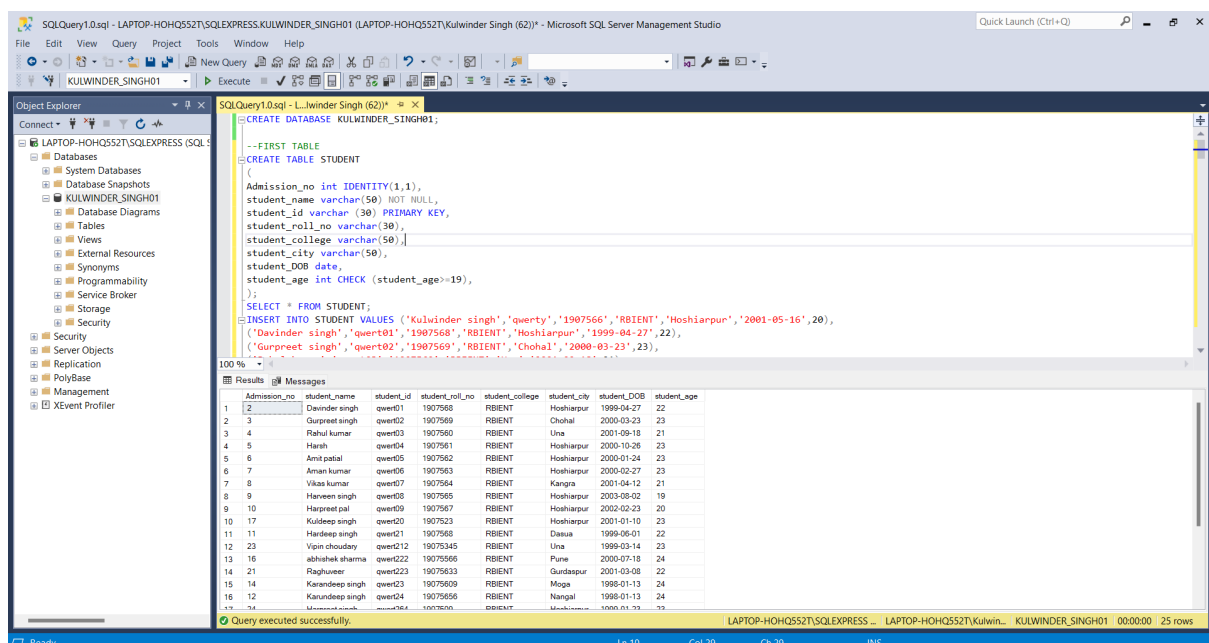 SQLQuery1.0.sql - LAPTOP-HOHQ552T\SQLEXPRESS.KULWINDER_SINGH01 (LAPTOP-HOHQ552T\Kulwinder Singh (62))* - Microsoft SQL Server Management Studio
Quick Launch (Ctrl+Q)
File Edit View Query Project Tools Window Help
New Query
KULWINDER_SINGH01 Execute
Object Explorer
Connect
LAPTOP-HOHQ552T\SQLEXPRESS (SQL S
Databases
System Databases
Database Snapshots
KULWINDER_SINGH01
Database Diagrams
Tables
Views
External Resources
Synonyms
Programmability
Service Broker
Storage
Security
Security
Server Objects
Replication
PolyBase
Management
XEvent Profiler
SQLQuery1.0.sql - L...lwinder Singh (62))*
CREATE DATABASE KULWINDER_SINGH01;
--FIRST TABLE
CREATE TABLE STUDENT
(
Admission_no int IDENTITY(1,1),
student_name varchar(50) NOT NULL,
student_id varchar (30) PRIMARY KEY,
student_roll_no varchar(30),
student_college varchar(50),
student_city varchar(50),
student_DOB date,
student_age int CHECK (student_age>=19),
);
SELECT * FROM STUDENT;
INSERT INTO STUDENT VALUES ('Kulwinder singh','qwerty','1907566','RBIENT','Hoshiarpur','2001-05-16',20),
('Davinder singh','qwert01','1907568','RBIENT','Hoshiarpur','1999-04-27',22),
('Gurpreet singh','qwert02','1907569','RBIENT','Chohal','2000-03-23',23),
100 %
Results Messages
Admission_no student_name student_id student_roll_no student_college student_city student_DOB student_age
1 2 Davinder singh qwert01 1907568 RBIENT Hoshiarpur 1999-04-27 22
2 3 Gurpreet singh qwert02 1907569 RBIENT Chohal 2000-03-23 23
3 4 Rahul kumar qwert03 1907560 RBIENT Una 2001-09-18 21
4 5 Harsh qwert04 1907561 RBIENT Hoshiarpur 2000-10-26 23
5 6 Amit patial qwert05 1907562 RBIENT Hoshiarpur 2000-01-24 23
6 7 Aman kumar qwert06 1907563 RBIENT Hoshiarpur 2000-02-27 23
7 8 Vikas kumar qwert07 1907564 RBIENT Kangra 2001-04-12 21
8 9 Harveen singh qwert08 1907565 RBIENT Hoshiarpur 2003-08-02 19
9 10 Harpreet pal qwert09 1907567 RBIENT Hoshiarpur 2002-02-23 20
10 17 Kuldeep singh qwert20 1907523 RBIENT Hoshiarpur 2001-01-10 23
11 11 Hardeep singh qwert21 1907568 RBIENT Dasua 1999-06-01 22
12 23 Vipin choudary qwert212 19075345 RBIENT Una 1999-03-14 23
13 16 abhishek sharma qwert222 19075566 RBIENT Pune 2000-07-18 24
14 21 Raghuveer qwert223 19075633 RBIENT Gurdaspur 2001-03-08 22
15 14 Karandeep singh qwert23 19075609 RBIENT Moga 1998-01-13 24
16 12 Karundeep singh qwert24 19075656 RBIENT Nangal 1998-01-13 24
17 24 Harpreet singh qwert264 1907509 RBIENT Hoshiarpur 1999-01-23 23
Query executed successfully.
LAPTOP-HOHQ552T\SQLEXPRESS ... LAPTOP-HOHQ552T\Kulwin... KULWINDER_SINGH01 00:00:00 25 rows
Ready Ln 10 Col 29 Ch 29 INS